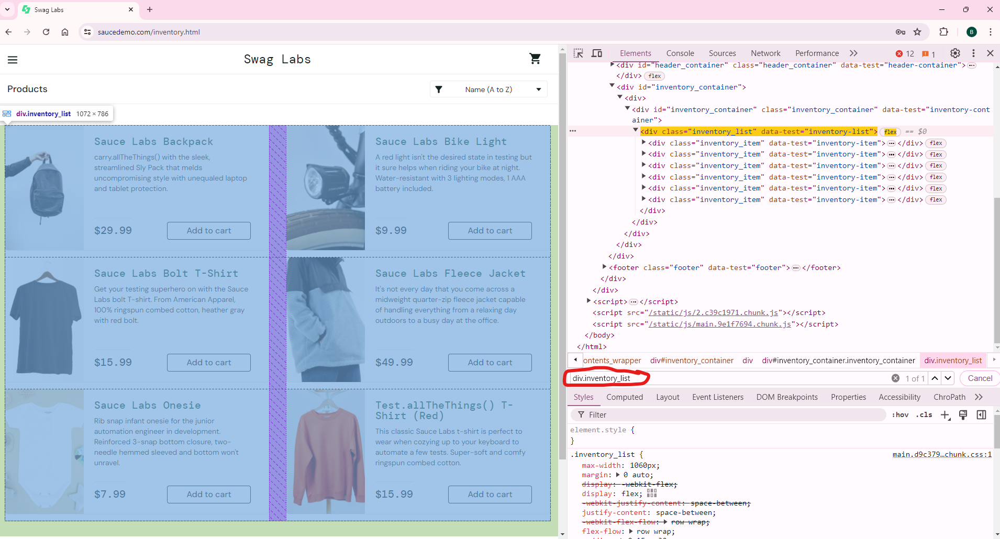 Swag Labs
saucedemo.com/inventory.html
B
Swag Labs
Products
Name (A to Z)
div.inventory_list 1072 × 786
Sauce Labs Backpack
carry.allTheThings() with the sleek,
streamlined Sly Pack that melds
uncompromising style with unequaled laptop
and tablet protection.
$29.99
Add to cart
Sauce Labs Bike Light
A red light isn't the desired state in testing but
it sure helps when riding your bike at night.
Water-resistant with 3 lighting modes, 1 AAA
battery included.
$9.99
Add to cart
Sauce Labs Bolt T-Shirt
Get your testing superhero on with the Sauce
Labs bolt T-shirt. From American Apparel,
100% ringspun combed cotton, heather gray
with red bolt.
$15.99
Add to cart
Sauce Labs Fleece Jacket
It's not every day that you come across a
midweight quarter-zip fleece jacket capable
of handling everything from a relaxing day
outdoors to a busy day at the office.
$49.99
Add to cart
Sauce Labs Onesie
Rib snap infant onesie for the junior
automation engineer in development.
Reinforced 3-snap bottom closure, two-
needle hemmed sleeved and bottom won't
unravel.
$7.99
Add to cart
Test.allTheThings() T-
Shirt (Red)
This classic Sauce Labs t-shirt is perfect to
wear when cozying up to your keyboard to
automate a few tests. Super-soft and comfy
ringspun combed cotton.
$15.99
Add to cart
Elements Console Sources Network Performance 12 1
<div id="header_container" class="header_container" data-test="header-container"> …
</div> flex
<div id="inventory_container">
<div>
<div id="inventory_container" class="inventory_container" data-test="inventory-cont
ainer">
… <div class="inventory_list" data-test="inventory-list"> flex == $0
<div class="inventory_item" data-test="inventory-item"> … </div> flex
<div class="inventory_item" data-test="inventory-item"> … </div> flex
<div class="inventory_item" data-test="inventory-item"> … </div> flex
<div class="inventory_item" data-test="inventory-item"> … </div> flex
<div class="inventory_item" data-test="inventory-item"> … </div> flex
<div class="inventory_item" data-test="inventory-item"> … </div> flex
</div>
</div>
</div>
</div>
</div>
<footer class="footer" data-test="footer"> … </footer>
</div>
</div>
<script> … </script>
<script src="/static/js/2.c39c1971.chunk.js"></script>
<script src="/static/js/main.9e1f7694.chunk.js"></script>
</body>
</html>
ontents_wrapper div#inventory_container div div#inventory_container.inventory_container div.inventory_list
div.inventory_list 1 of 1 Cancel
Styles Computed Layout Event Listeners DOM Breakpoints Properties Accessibility ChroPath
Filter :hov .cls
element.style {
}
.inventory_list { main.d9c379…chunk.css:1
max-width: 1060px;
margin: 0 auto;
display: -webkit-flex;
display: flex;
-webkit-justify-content: space-between;
justify-content: space-between;
-webkit-flex-flow: row wrap;
flex-flow: row wrap;